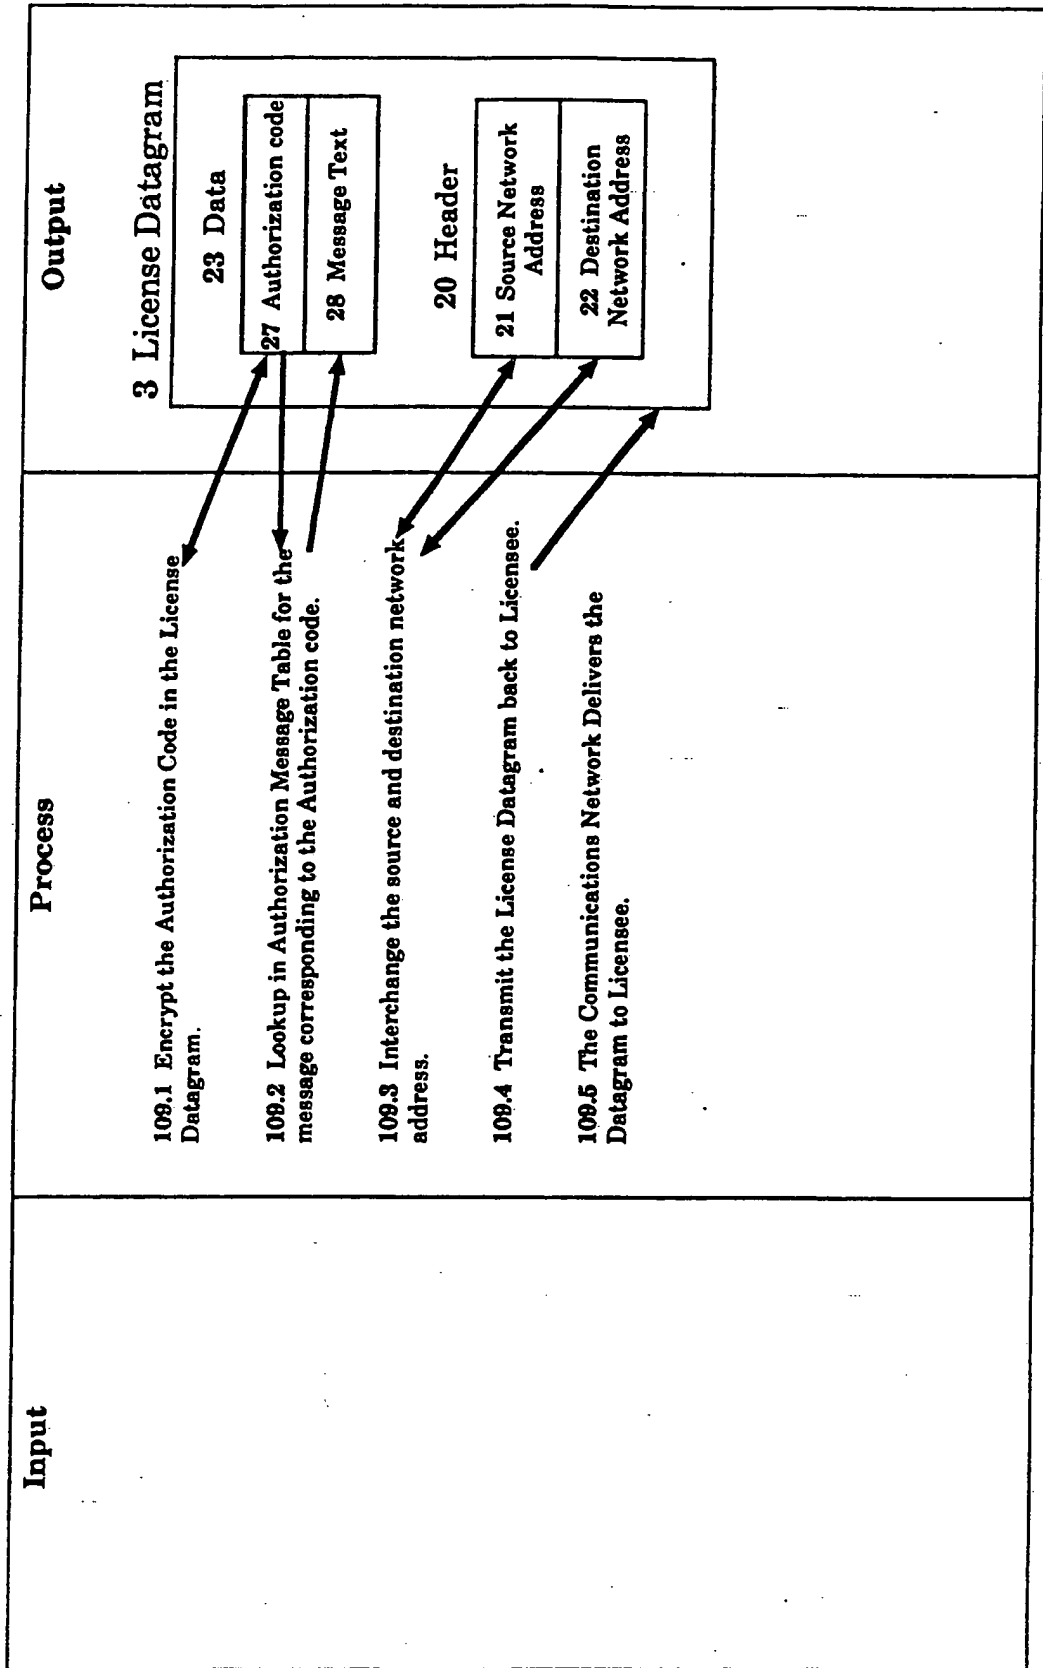 Input
Process
Output
109.1 Encrypt the Authorization Code in the License
Datagram.
109.2 Lookup in Authorization Message Table for the
message corresponding to the Authorization code.
109.3 Interchange the source and destination network
address.
109.4 Transmit the License Datagram back to Licensee.
109.5 The Communications Network Delivers the
Datagram to Licensee.
3 License Datagram
23 Data
27 Authorization code
28 Message Text
20 Header
21 Source Network
Address
22 Destination
Network Address